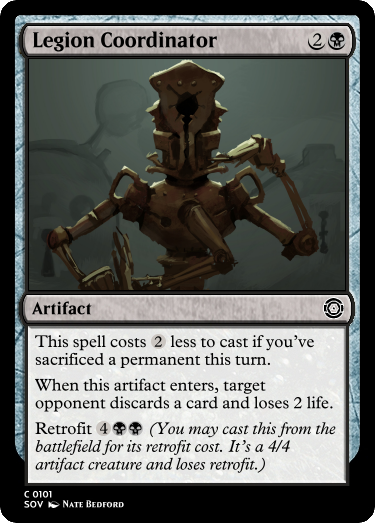 Legion Coordinator 2
Artifact
This spell costs 2 less to cast if you've
sacrificed a permanent this turn.
When this artifact enters, target
opponent discards a card and loses 2 life.
Retrofit 4 (You may cast this from the
battlefield for its retrofit cost. It's a 4/4
artifact creature and loses retrofit.)
C 0101
SOV Nate Bedford